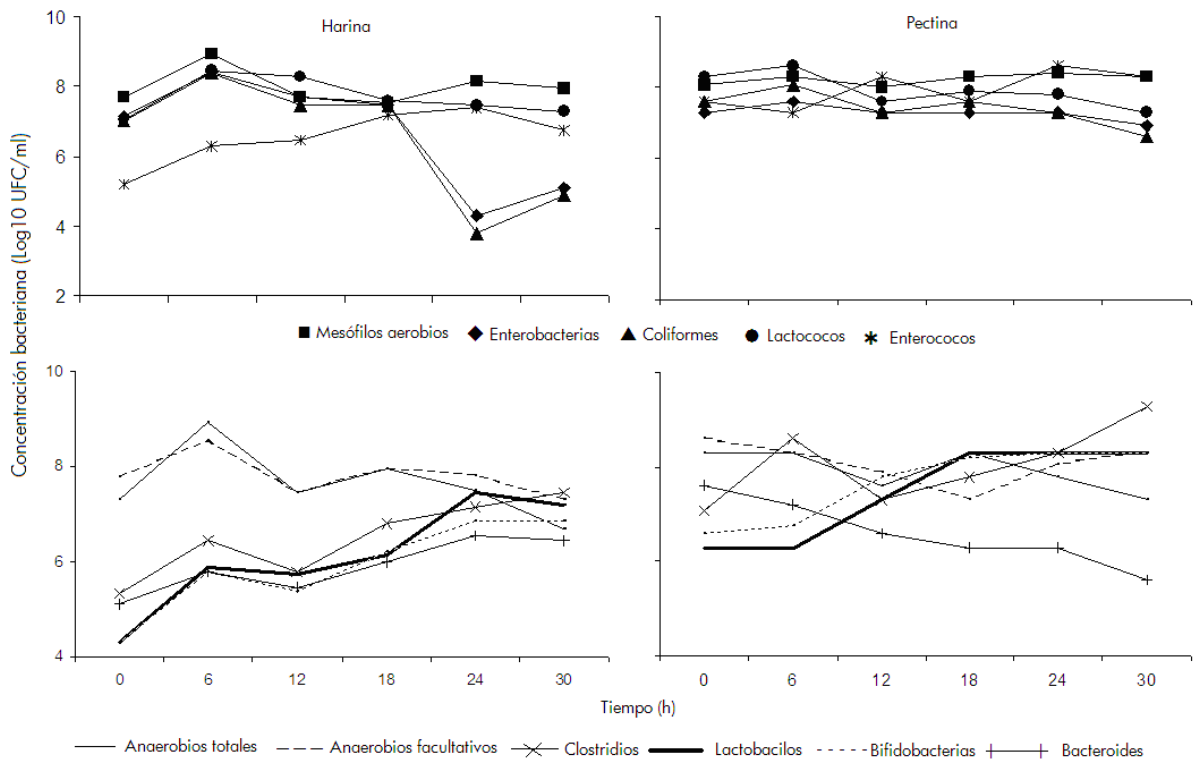 Harina
Pectina
10
8
6
4
2
Mesófilos aerobios
Enterobacterias
Coliformes
Lactococos
Enterococos
Concentración bacteriana (Log10 UFC/ml)
10
8
6
4
0 6 12 18 24 30
0 6 12 18 24 30
Tiempo (h)
Anaerobios totales
Anaerobios facultativos
Clostridios
Lactobacilos
Bifidobacterias
Bacteroides